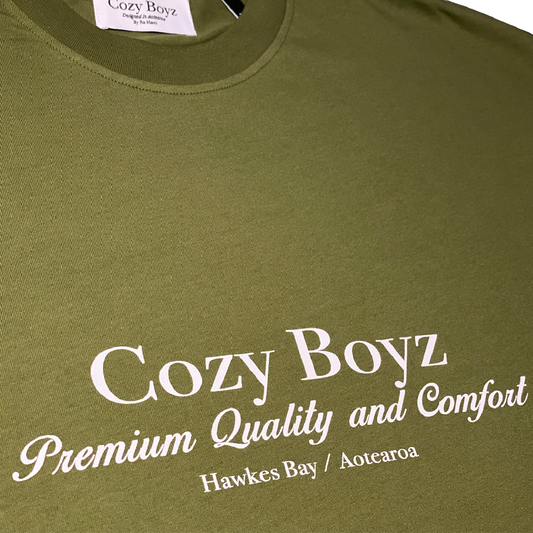 Cozy Boyz
Designed In Aotearoa
Cozy Boyz
Premium Quality and Comfort
Hawkes Bay / Aotearoa